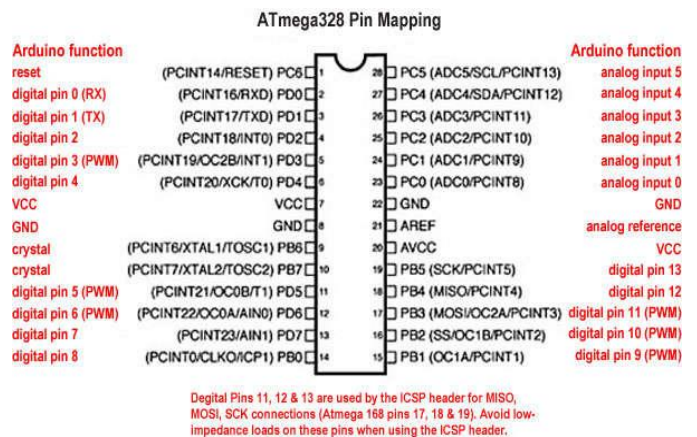 ATmega328 Pin Mapping
Arduino function Arduino function
reset (PCINT14/RESET) PC6 1 28 PC5 (ADC5/SCL/PCINT13) analog input 5
digital pin 0 (RX) (PCINT16/RXD) PD0 2 27 PC4 (ADC4/SDA/PCINT12) analog input 4
digital pin 1 (TX) (PCINT17/TXD) PD1 3 26 PC3 (ADC3/PCINT11) analog input 3
digital pin 2 (PCINT18/INT0) PD2 4 25 PC2 (ADC2/PCINT10) analog input 2
digital pin 3 (PWM) (PCINT19/OC2B/INT1) PD3 5 24 PC1 (ADC1/PCINT9) analog input 1
digital pin 4 (PCINT20/XCK/T0) PD4 6 23 PC0 (ADC0/PCINT8) analog input 0
VCC VCC 7 22 GND GND
GND GND 8 21 AREF analog reference
crystal (PCINT6/XTAL1/TOSC1) PB6 9 20 AVCC VCC
crystal (PCINT7/XTAL2/TOSC2) PB7 10 19 PB5 (SCK/PCINT5) digital pin 13
digital pin 5 (PWM) (PCINT21/OC0B/T1) PD5 11 18 PB4 (MISO/PCINT4) digital pin 12
digital pin 6 (PWM) (PCINT22/OC0A/AIN0) PD6 12 17 PB3 (MOSI/OC2A/PCINT3) digital pin 11 (PWM)
digital pin 7 (PCINT23/AIN1) PD7 13 16 PB2 (SS/OC1B/PCINT2) digital pin 10 (PWM)
digital pin 8 (PCINT0/CLKO/ICP1) PB0 14 15 PB1 (OC1A/PCINT1) digital pin 9 (PWM)
Degital Pins 11, 12 & 13 are used by the ICSP header for MISO,
MOSI, SCK connections (Atmega 168 pins 17, 18 & 19). Avoid low-
impedance loads on these pins when using the ICSP header.